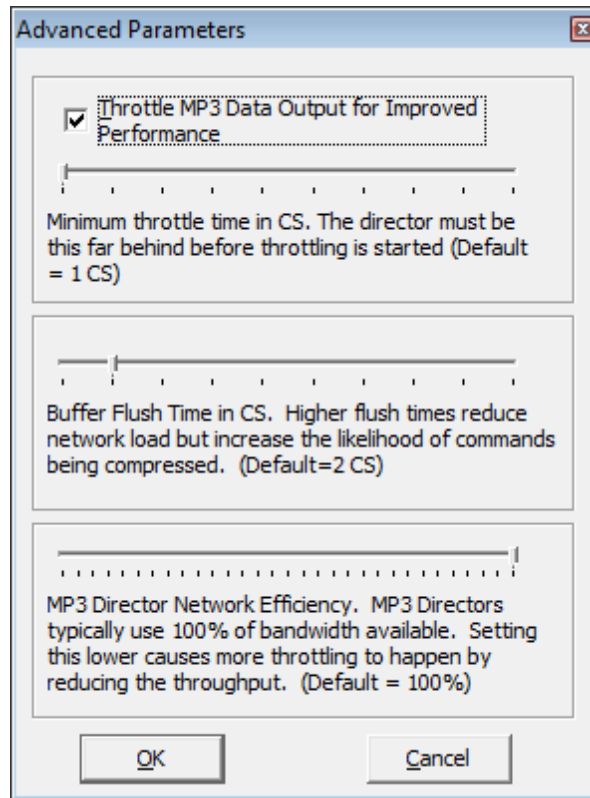 Advanced Parameters
Throttle MP3 Data Output for Improved
Performance
Minimum throttle time in CS. The director must be
this far behind before throttling is started (Default
= 1 CS)
Buffer Flush Time in CS.  Higher flush times reduce
network load but increase the likelihood of commands
being compressed.  (Default=2 CS)
MP3 Director Network Efficiency.  MP3 Directors
typically use 100% of bandwidth available.  Setting
this lower causes more throttling to happen by
reducing the throughput.  (Default = 100%)
OK
Cancel